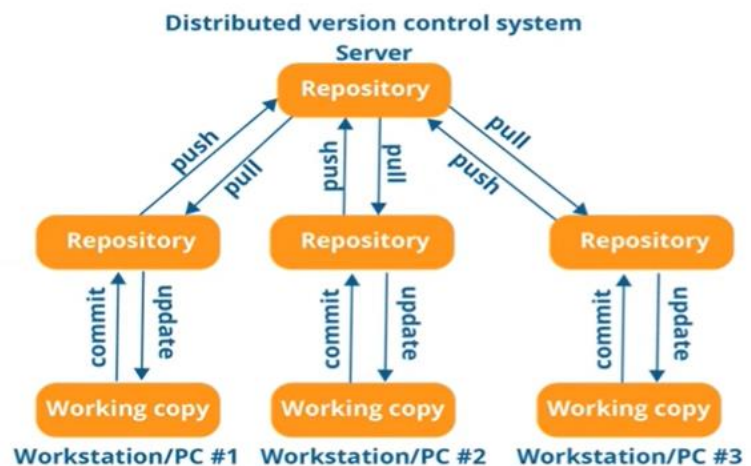 Distributed version control system
Server
Repository
push
pull
push
pull
push
pull
Repository
Repository
Repository
commit
update
commit
update
commit
update
Working copy
Working copy
Working copy
Workstation/PC #1
Workstation/PC #2
Workstation/PC #3